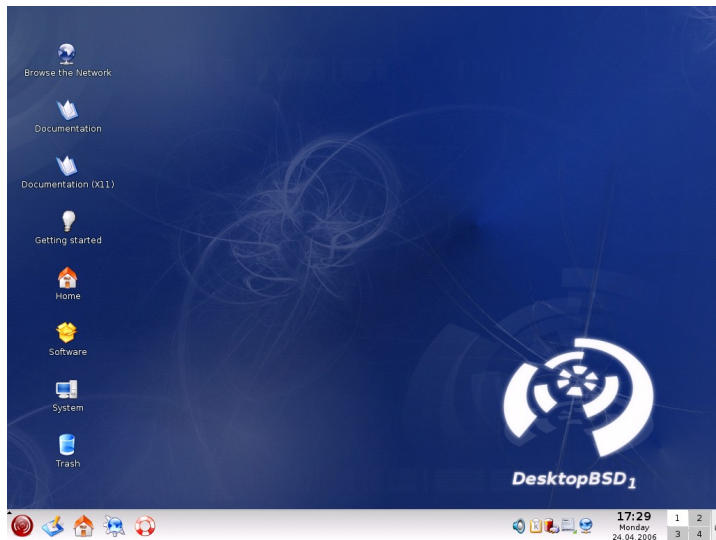 Browse the Network
Documentation
Documentation (X11)
Getting started
Home
Software
System
Trash
DesktopBSD 1
17:29
Monday
24.04.2006
1 2
3 4